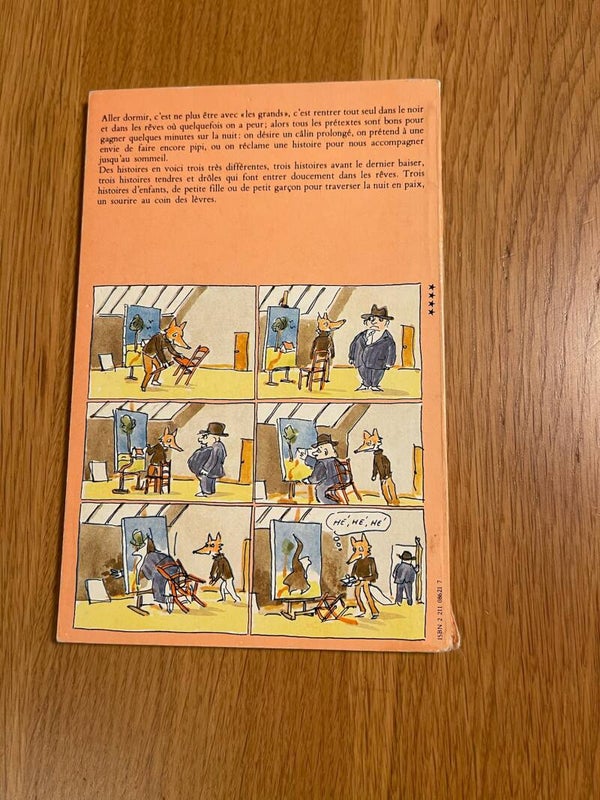 Aller dormir, c'est ne plus être avec «les grands», c'est rentrer tout seul dans le noir
et dans les rêves où quelquefois on a peur; alors tous les prétextes sont bons pour
gagner quelques minutes sur la nuit: on désire un câlin prolongé, on prétend à une
envie de faire encore pipi, ou on réclame une histoire pour nous accompagner
jusqu'au sommeil.
Des histoires en voici trois très différentes, trois histoires avant le dernier baiser,
trois histoires tendres et drôles qui font entrer doucement dans les rêves. Trois
histoires d'enfants, de petite fille ou de petit garçon pour traverser la nuit en paix,
un sourire au coin des lèvres.
★★★★
HÉ, HÉ, HÉ!
ISBN 2 211 08621 7